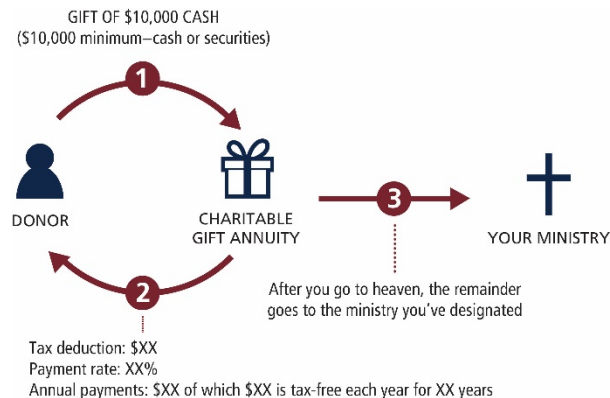 GIFT OF $10,000 CASH
($10,000 minimum–cash or securities)
1
DONOR
CHARITABLE
GIFT ANNUITY
3
YOUR MINISTRY
2
After you go to heaven, the remainder
goes to the ministry you’ve designated
Tax deduction: $XX
Payment rate: XX%
Annual payments: $XX of which $XX is tax-free each year for XX years